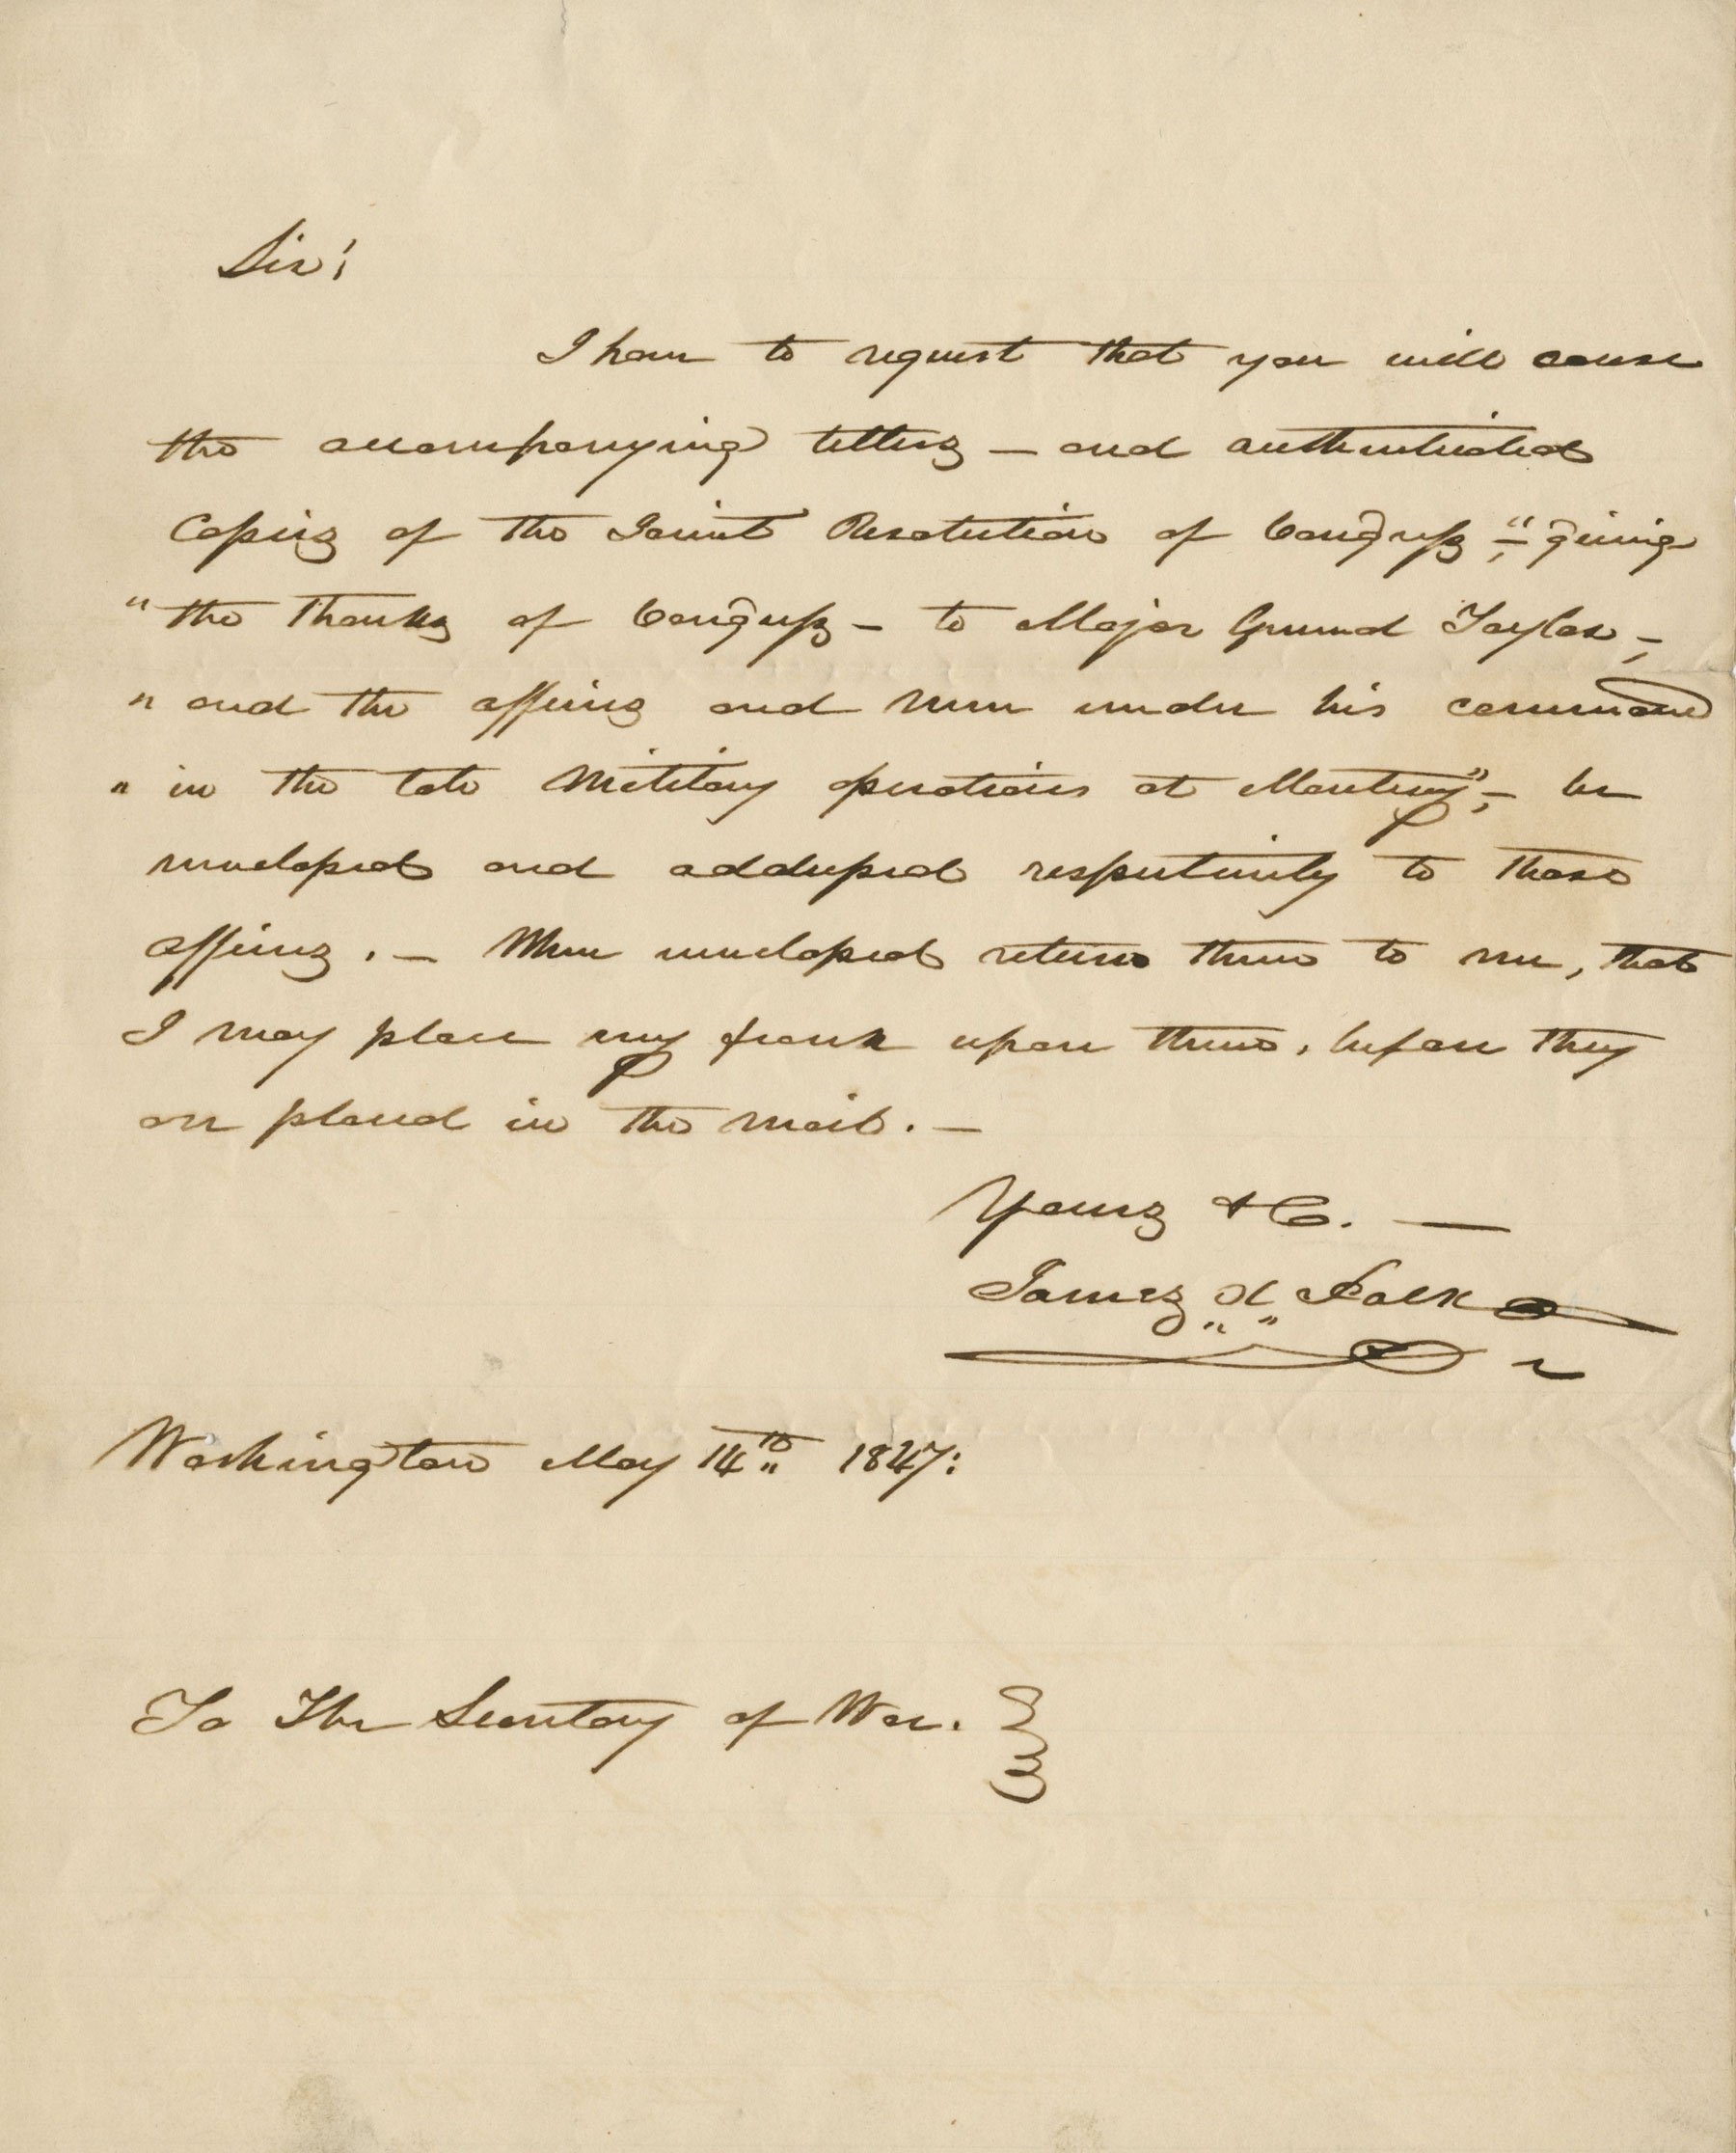 Sir;
I have to request that you will cause
the accompanying letters — and authenticated
Copies of the Joint Resolution of Congress, — "giving
" the thanks of Congress — to Major General Taylor, —
" and the officers and men under his command
" in the late Military operations at Monterey", — be
enveloped and addressed respectively to those
officers. — When enveloped return them to me, that
I may place my frank upon them, before they
are placed in the mail. —
Yours &C. —
James K Polk
Washington May 14th 1847:
To The Secretary of War.